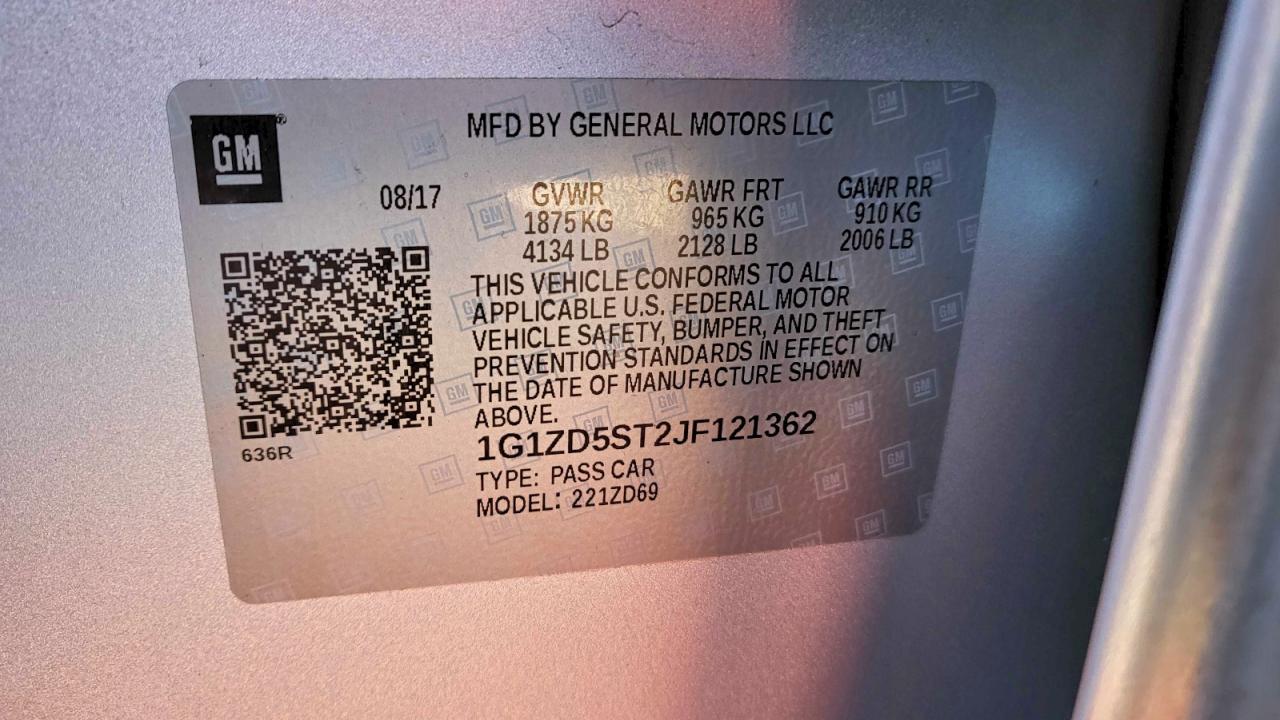 GM
MFD BY GENERAL MOTORS LLC
08/17
GVWR GAWR FRT GAWR RR
1875 KG 965 KG 910 KG
4134 LB 2128 LB 2006 LB
THIS VEHICLE CONFORMS TO ALL
APPLICABLE U.S. FEDERAL MOTOR
VEHICLE SAFETY, BUMPER, AND THEFT
PREVENTION STANDARDS IN EFFECT ON
THE DATE OF MANUFACTURE SHOWN
ABOVE.
1G1ZD5ST2JF121362
636R
TYPE: PASS CAR
MODEL: 221ZD69